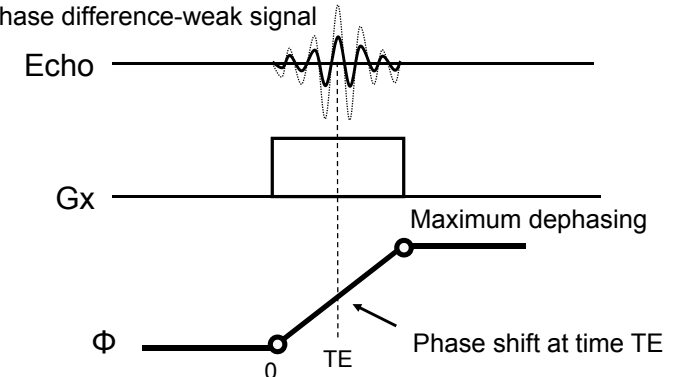 hase difference-weak signal
Echo
Gx
Maximum dephasing
Φ
Phase shift at time TE
0
TE